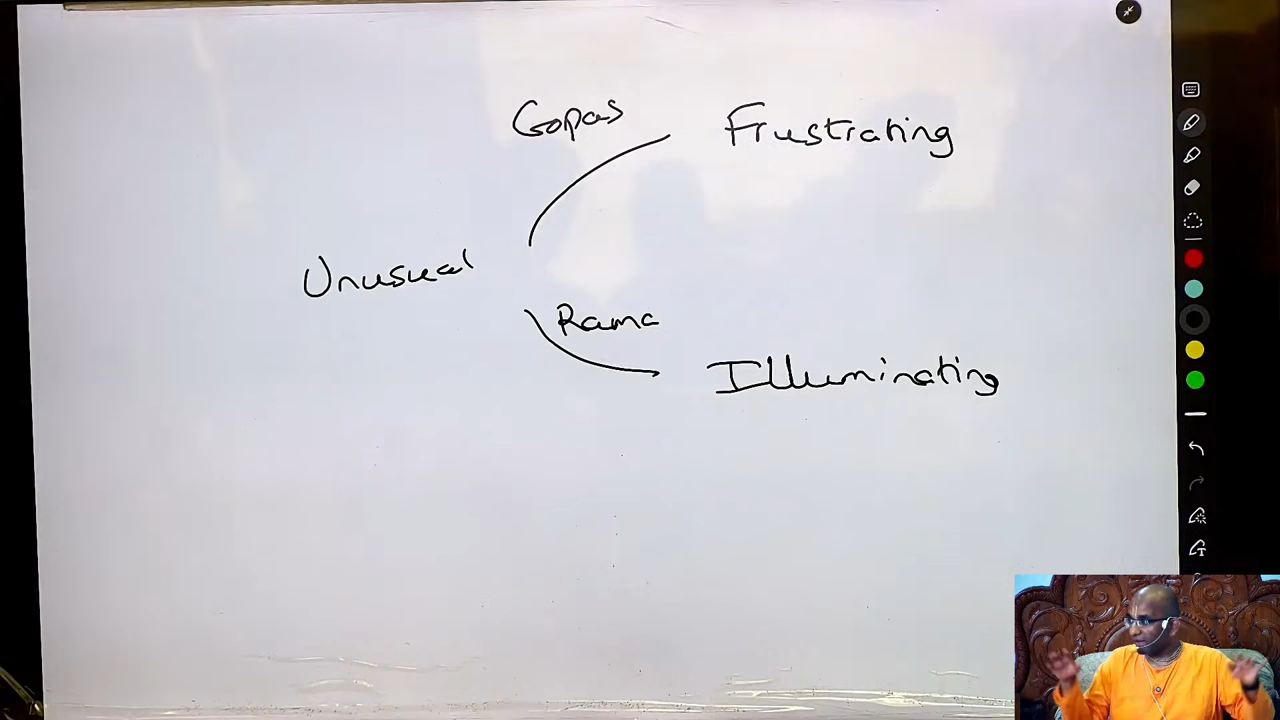 Gopas
Frustrating
Unusual
Rama
Illuminating